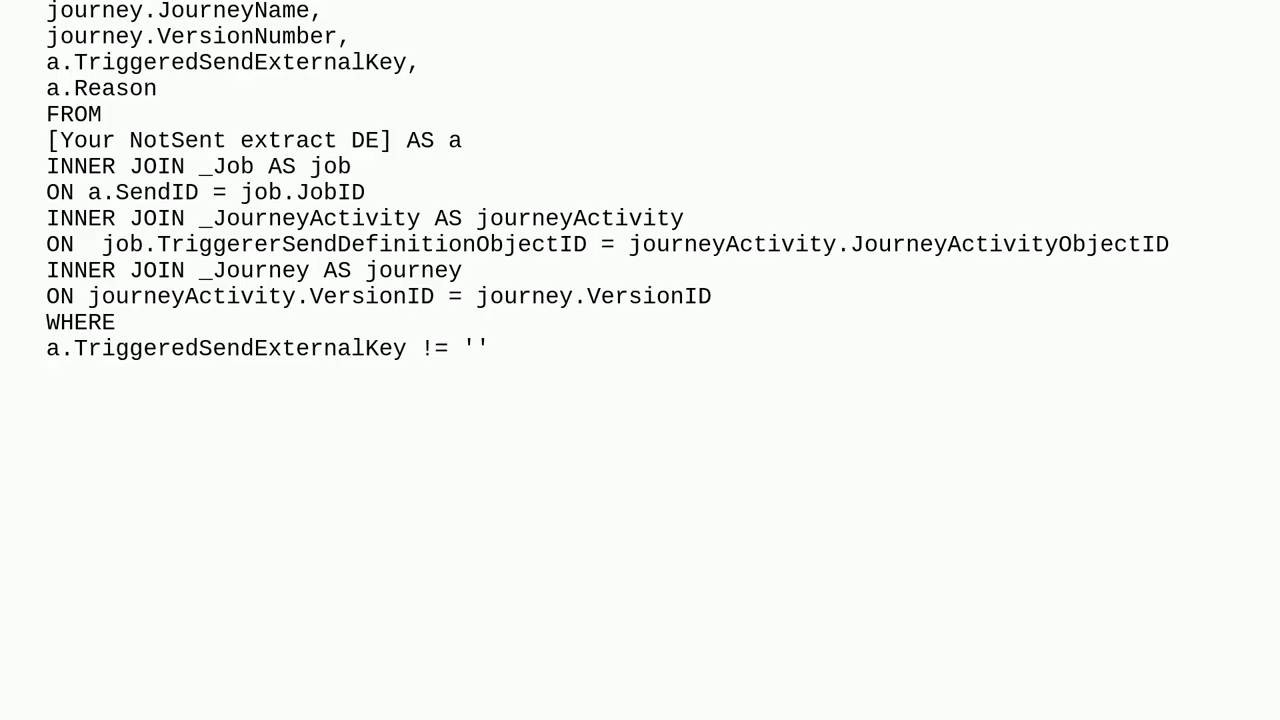 journey.JourneyName,
journey.VersionNumber,
a.TriggeredSendExternalKey,
a.Reason
FROM
[Your NotSent extract DE] AS a
INNER JOIN _Job AS job
ON a.SendID = job.JobID
INNER JOIN _JourneyActivity AS journeyActivity
ON  job.TriggererSendDefinitionObjectID = journeyActivity.JourneyActivityObjectID
INNER JOIN _Journey AS journey
ON journeyActivity.VersionID = journey.VersionID
WHERE
a.TriggeredSendExternalKey != ''